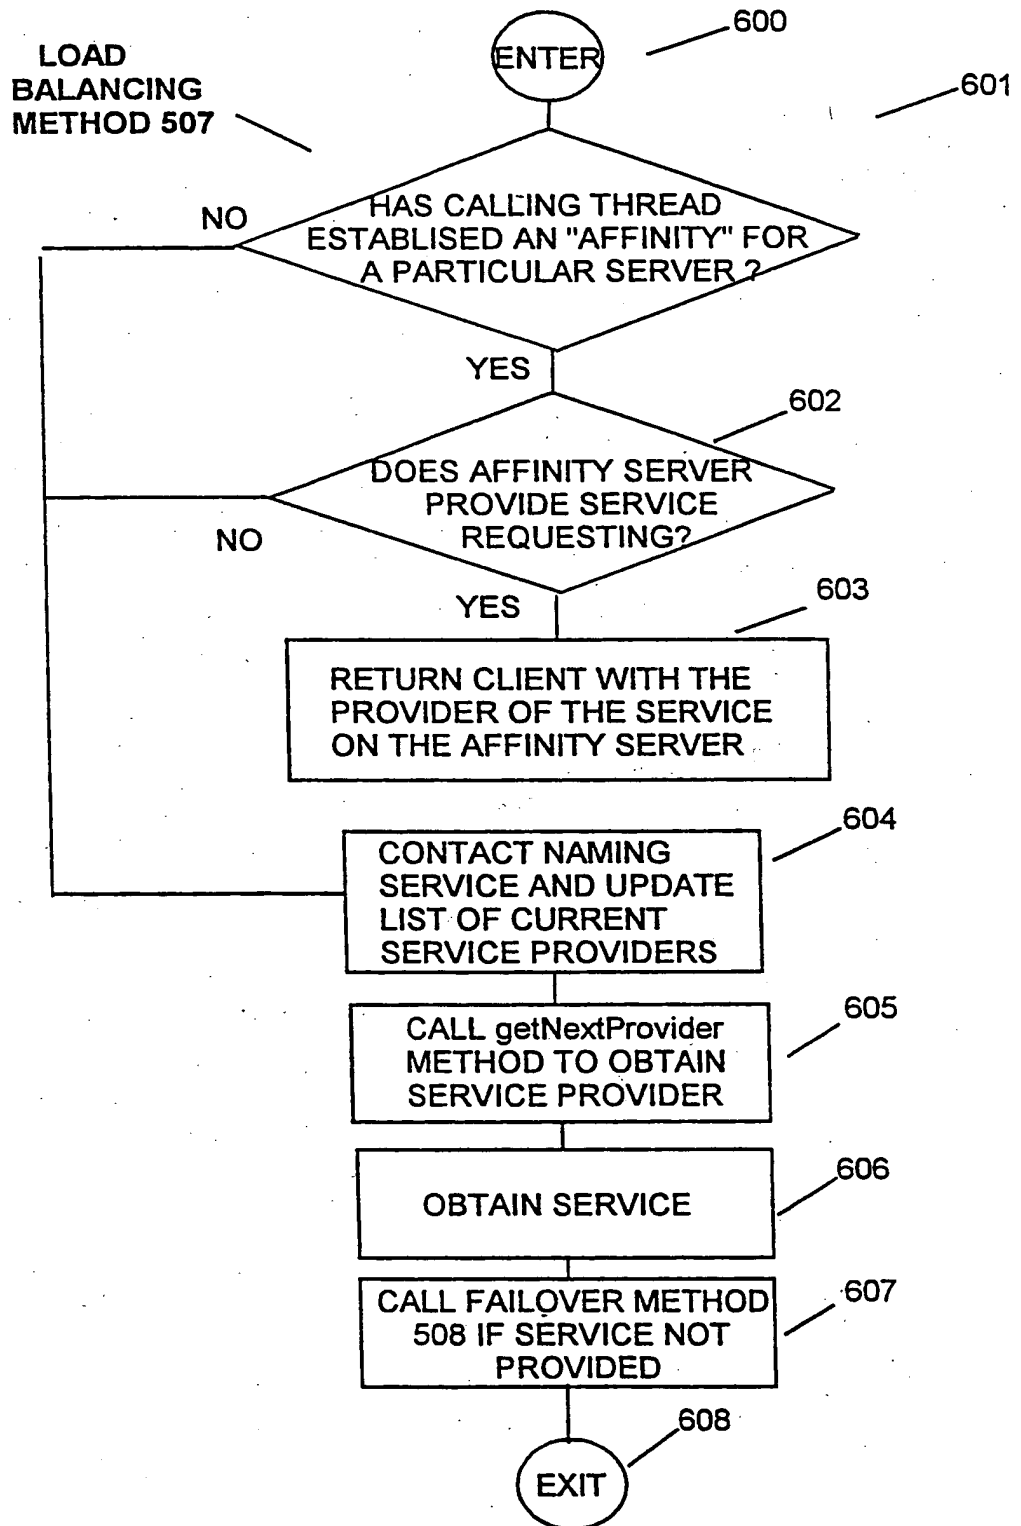 600
ENTER
LOAD
BALANCING
METHOD 507
601
HAS CALLING THREAD
ESTABLISED AN "AFFINITY" FOR
A PARTICULAR SERVER ?
NO
YES
602
DOES AFFINITY SERVER
PROVIDE SERVICE
REQUESTING?
NO
YES
603
RETURN CLIENT WITH THE
PROVIDER OF THE SERVICE
ON THE AFFINITY SERVER
604
CONTACT NAMING
SERVICE AND UPDATE
LIST OF CURRENT
SERVICE PROVIDERS
605
CALL getNextProvider
METHOD TO OBTAIN
SERVICE PROVIDER
606
OBTAIN SERVICE
607
CALL FAILOVER METHOD
508 IF SERVICE NOT
PROVIDED
608
EXIT